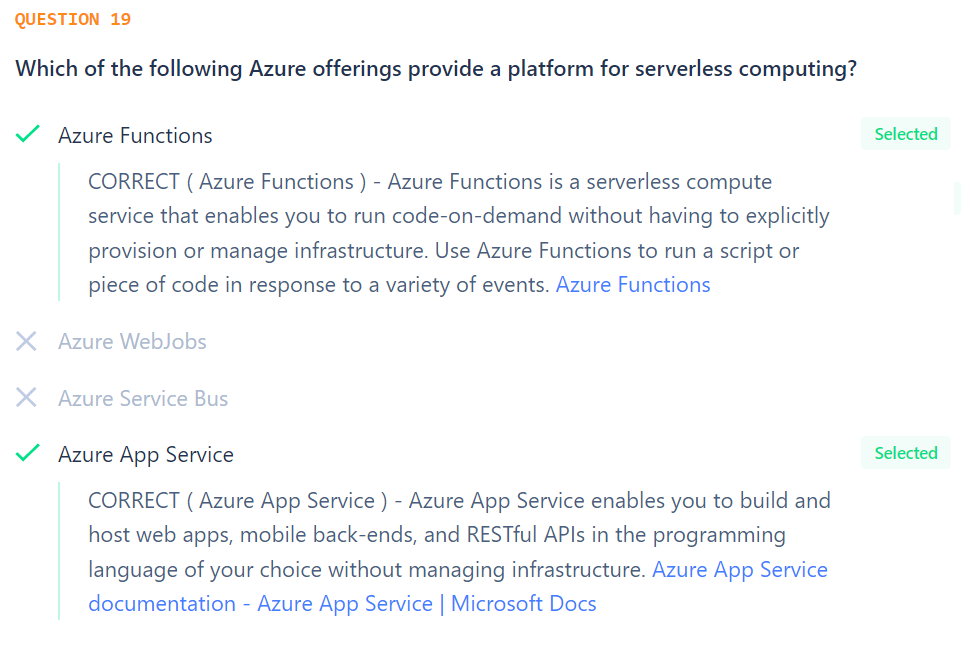 QUESTION 19
Which of the following Azure offerings provide a platform for serverless computing?
Azure Functions
Selected
CORRECT ( Azure Functions ) - Azure Functions is a serverless compute
service that enables you to run code-on-demand without having to explicitly
provision or manage infrastructure. Use Azure Functions to run a script or
piece of code in response to a variety of events. Azure Functions
Azure WebJobs
Azure Service Bus
Azure App Service
Selected
CORRECT ( Azure App Service ) - Azure App Service enables you to build and
host web apps, mobile back-ends, and RESTful APIs in the programming
language of your choice without managing infrastructure. Azure App Service
documentation - Azure App Service | Microsoft Docs